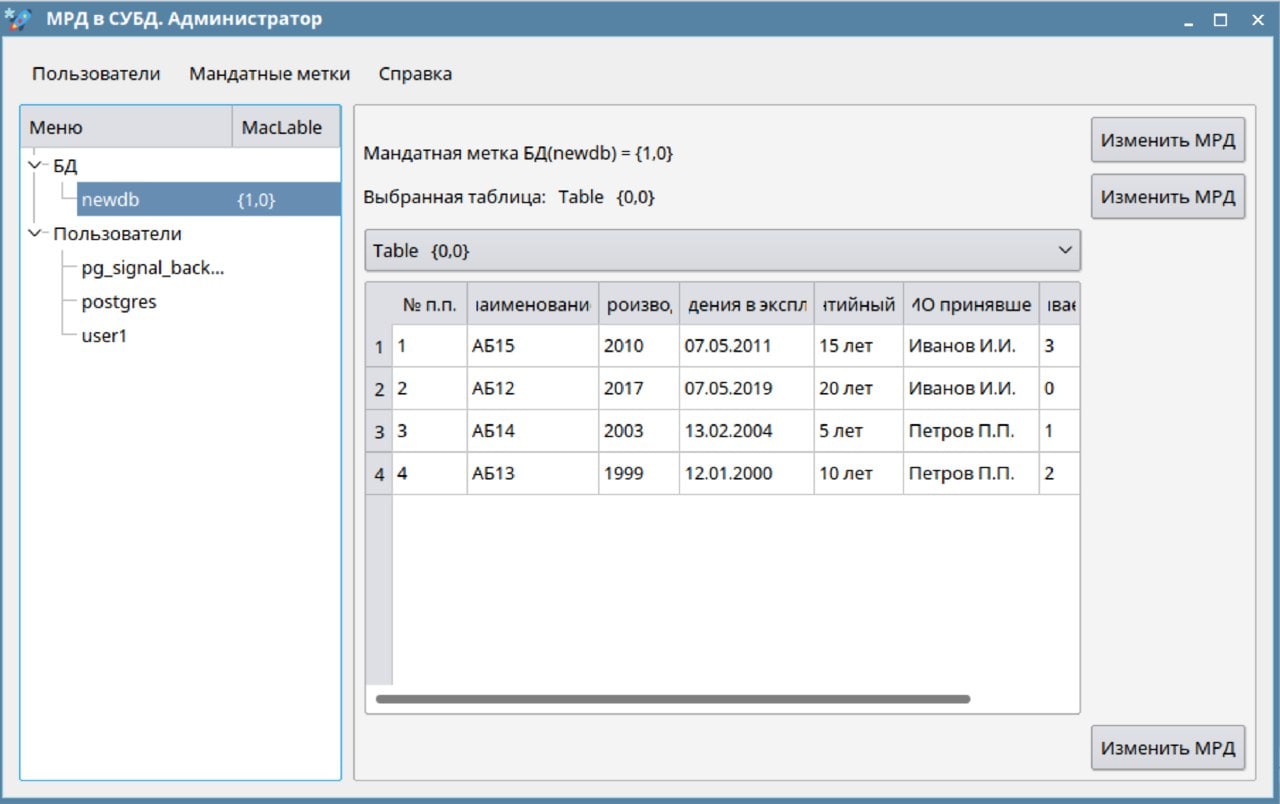 МРД в СУБД. Администратор
Пользователи Мандатные метки Справка
Меню MacLable
БД
newdb {1,0}
Пользователи
pg_signal_back...
postgres
user1
Мандатная метка БД(newdb) = {1,0}
Изменить МРД
Выбранная таблица: Table {0,0}
Изменить МРД
Table {0,0}
№ п.п. аименовани роизво дения в экспл тийный ИО принявше вае
1 1 АБ15 2010 07.05.2011 15 лет Иванов И.И. 3
2 2 АБ12 2017 07.05.2019 20 лет Иванов И.И. 0
3 3 АБ14 2003 13.02.2004 5 лет Петров П.П. 1
4 4 АБ13 1999 12.01.2000 10 лет Петров П.П. 2
Изменить МРД